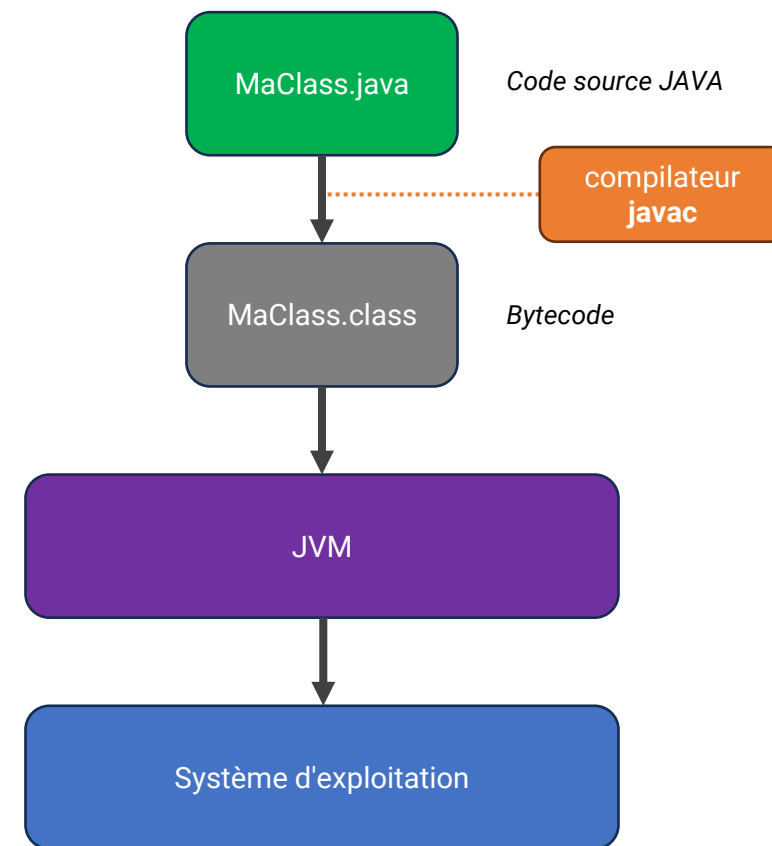 MaClass.java
Code source JAVA
compilateur
javac
MaClass.class
Bytecode
JVM
Système d'exploitation